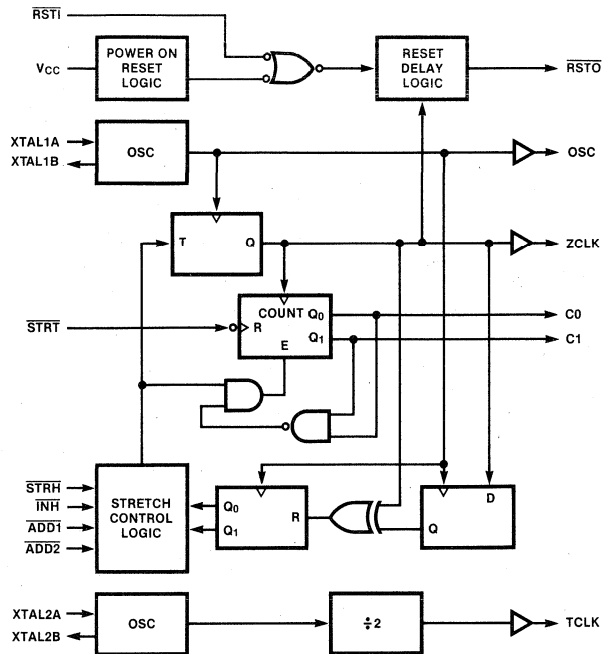 RSTI
VCC
POWER ON
RESET
LOGIC
RESET
DELAY
LOGIC
RSTO
XTAL1A
XTAL1B
OSC
OSC
T
Q
ZCLK
STRT
COUNT
R
E
Q0
Q1
C0
C1
STRH
INH
ADD1
ADD2
STRETCH
CONTROL
LOGIC
Q0
Q1
R
D
Q
XTAL2A
XTAL2B
OSC
÷2
TCLK